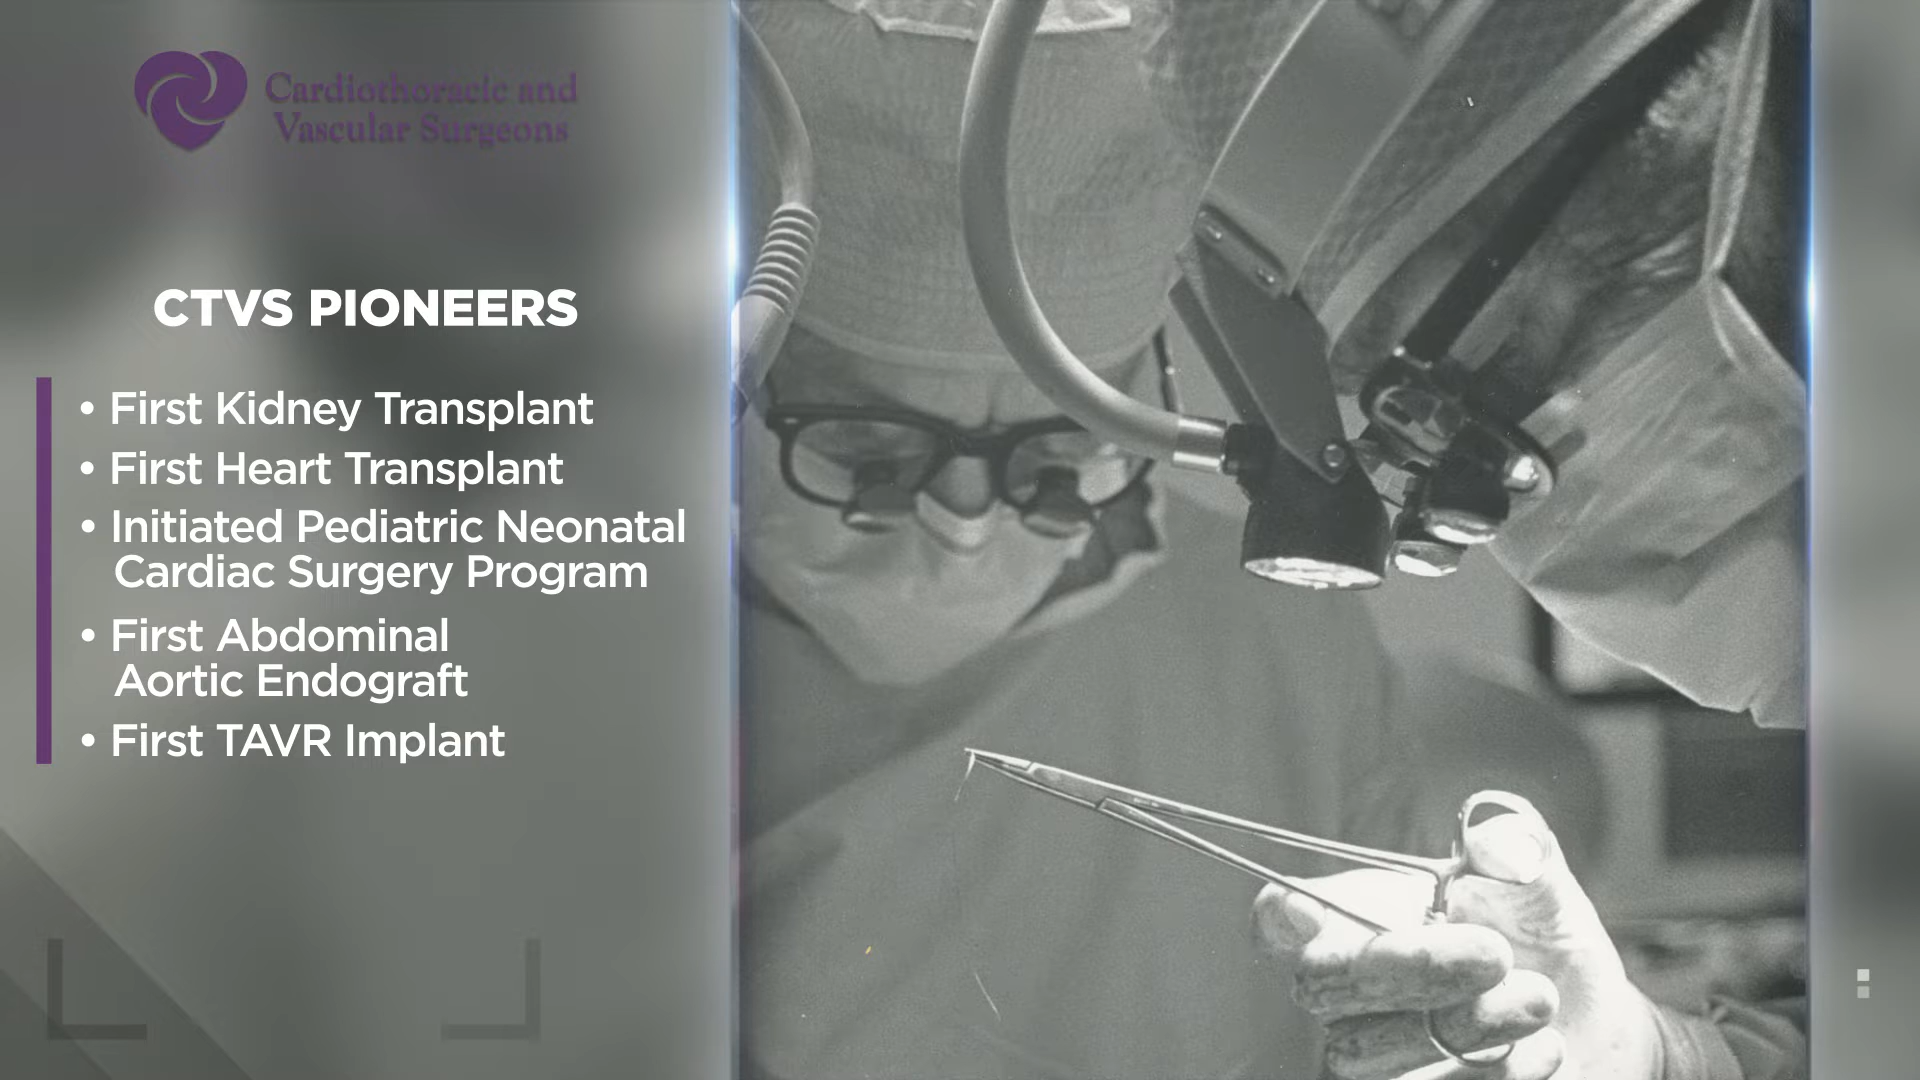 Cardiothoracic and
Vascular Surgeons
CTVS PIONEERS
• First Kidney Transplant
• First Heart Transplant
• Initiated Pediatric Neonatal
Cardiac Surgery Program
• First Abdominal
Aortic Endograft
• First TAVR Implant